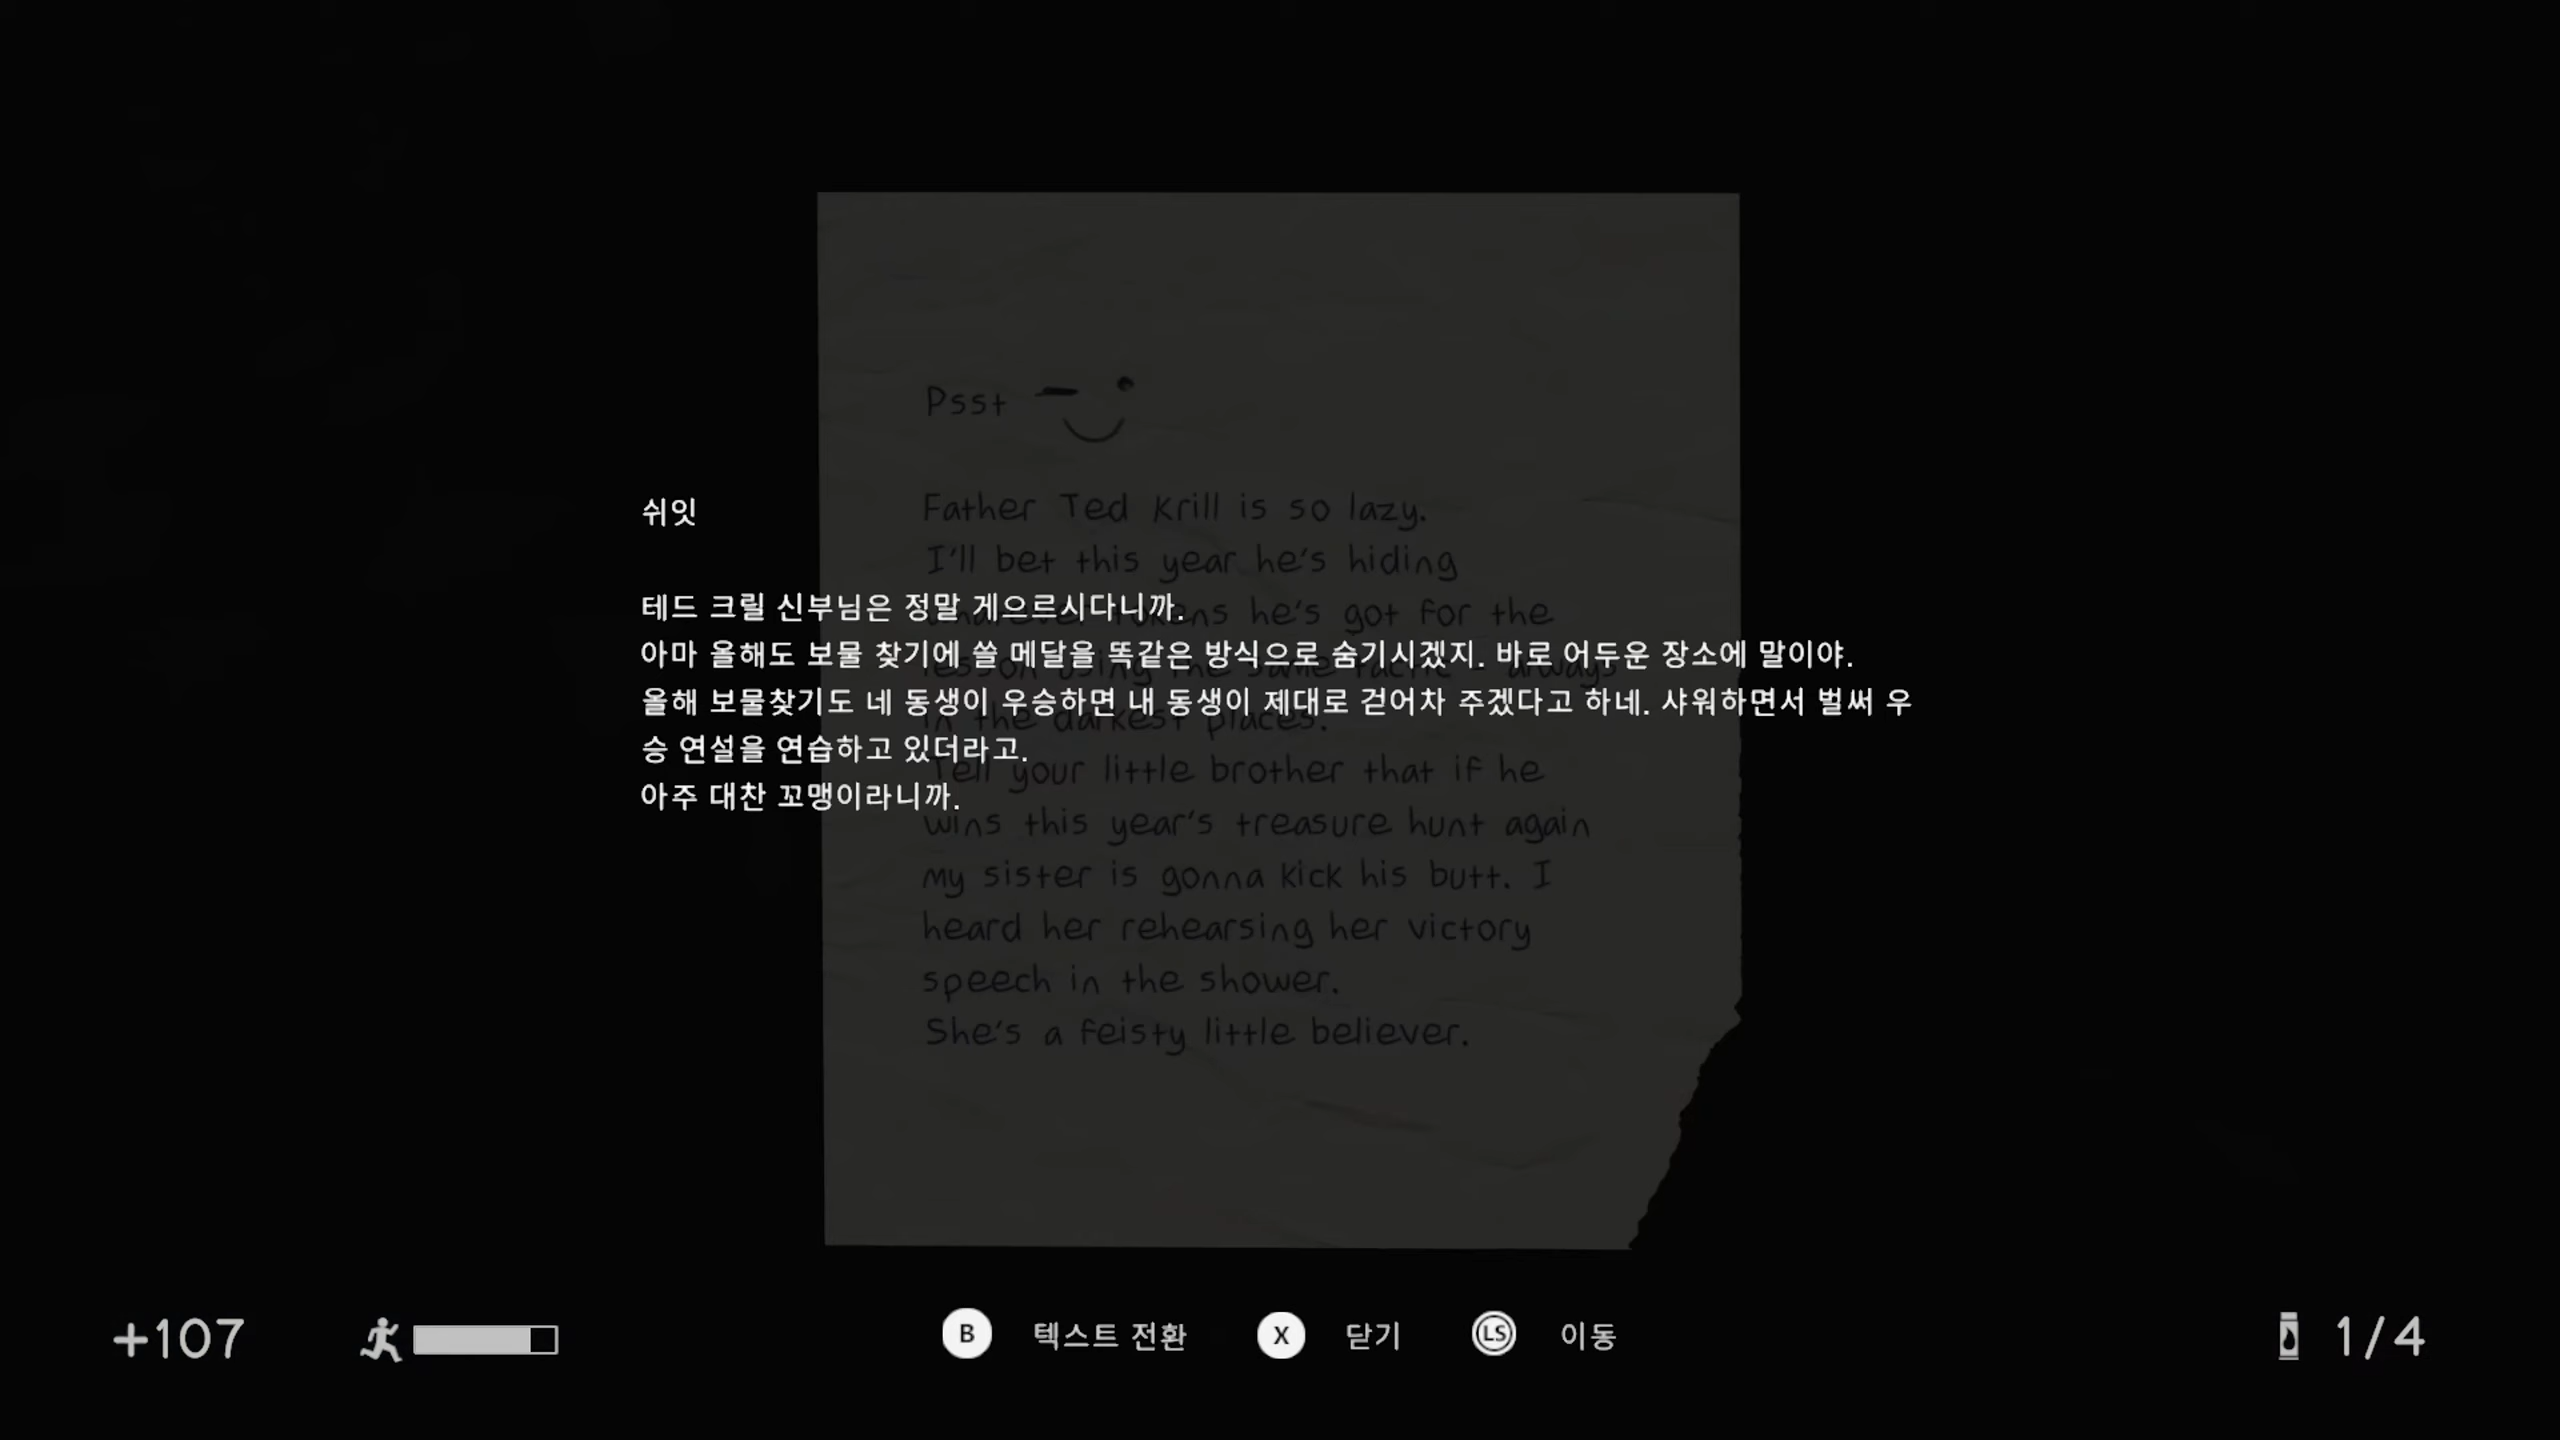 Psst
Father Ted Krill is so lazy.
I'll bet this year he's hiding
whatever tokens he's got for the
lesson using the same tactic - always
in the darkest places.
Tell your little brother that if he
wins this year's treasure hunt again
my sister is gonna kick his butt. I
heard her rehearsing her victory
speech in the shower.
She's a feisty little believer.
쉬잇
테드 크릴 신부님은 정말 게으르시다니까.
아마 올해도 보물 찾기에 쓸 메달을 똑같은 방식으로 숨기시겠지. 바로 어두운 장소에 말이야.
올해 보물찾기도 네 동생이 우승하면 내 동생이 제대로 걷어차 주겠다고 하네. 샤워하면서 벌써 우
승 연설을 연습하고 있더라고.
아주 대찬 꼬맹이라니까.
+107
B 텍스트 전환 X 닫기 LS 이동
1/4